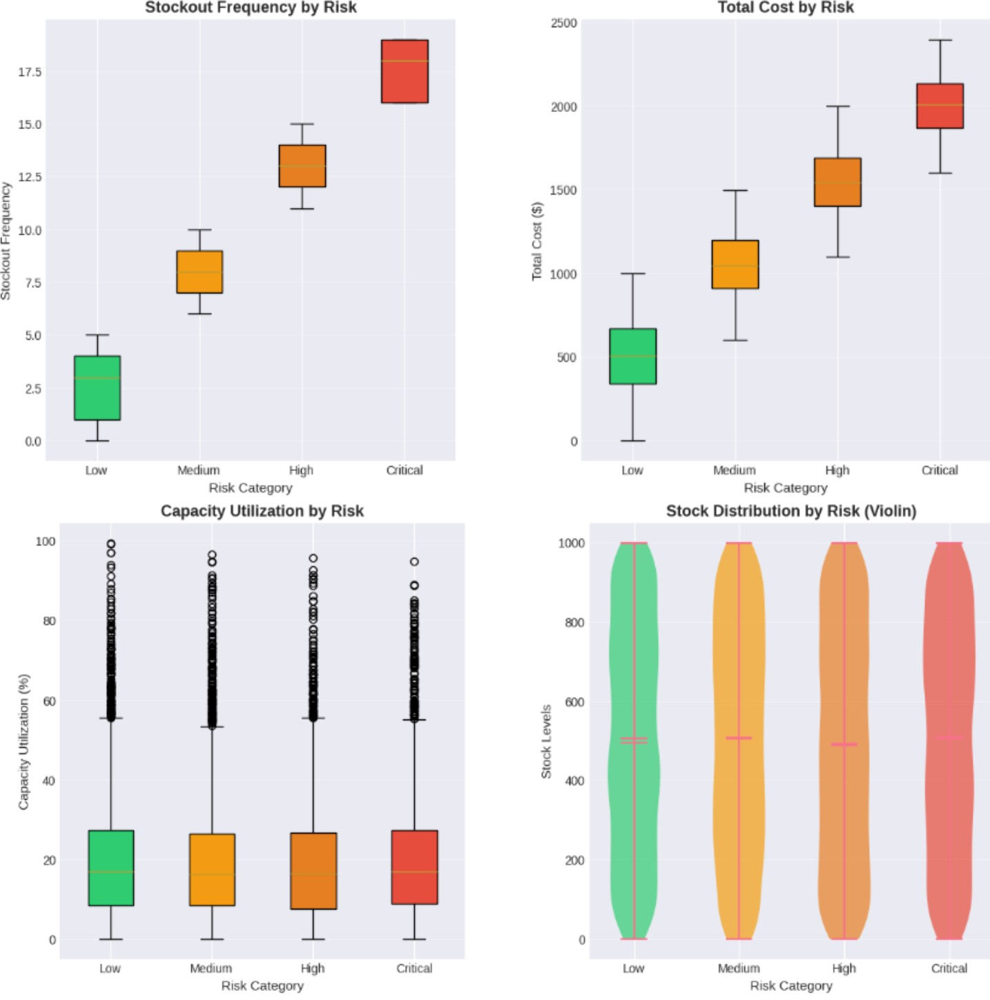 Stockout Frequency by Risk
Stockout Frequency
17.5
15.0
12.5
10.0
7.5
5.0
2.5
0.0
Low Medium High Critical
Risk Category
Total Cost by Risk
Total Cost ($)
2500
2000
1500
1000
500
0
Low Medium High Critical
Risk Category
Capacity Utilization by Risk
Capacity Utilization (%)
100
80
60
40
20
0
Low Medium High Critical
Risk Category
Stock Distribution by Risk (Violin)
Stock Levels
1000
800
600
400
200
0
Low Medium High Critical
Risk Category